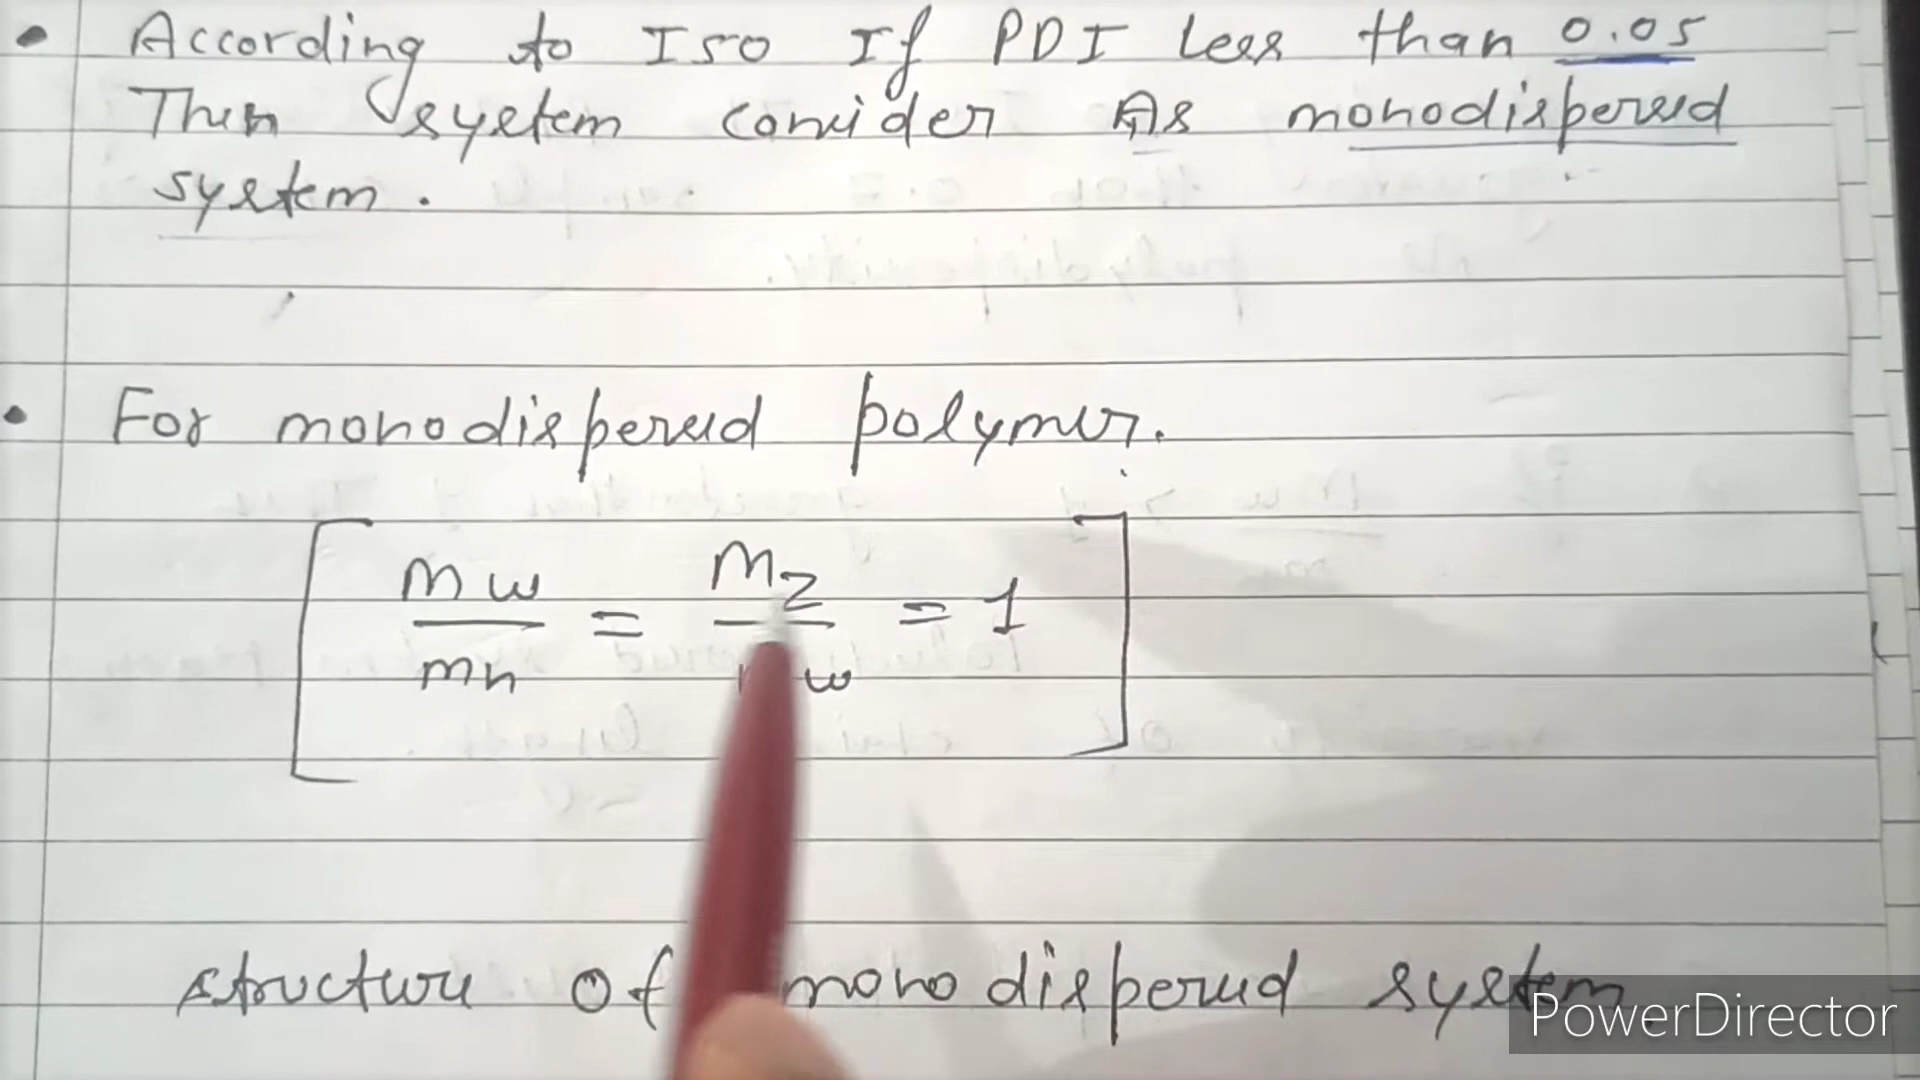 • According to ISO If PDI less than 0.05
Then system consider As monodispersed
system.
• For monodispersed polymer.
[ Mw/mn = Mz/w = 1 ]
structure of monodispersed system
PowerDirector